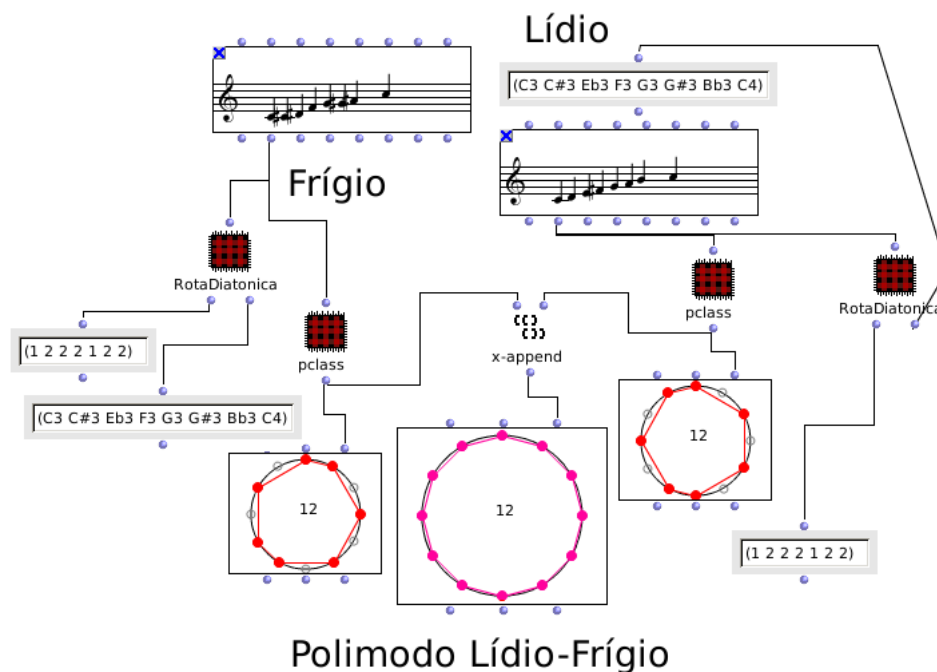 Lídio
(C3 C#3 Eb3 F3 G3 G#3 Bb3 C4)
Frígio
RotaDiatonica
RotaDiatonica
pclass
(1 2 2 2 1 2 2)
pclass
x-append
(C3 C#3 Eb3 F3 G3 G#3 Bb3 C4)
12
12
12
(1 2 2 2 1 2 2)
Polimodo Lídio-Frígio